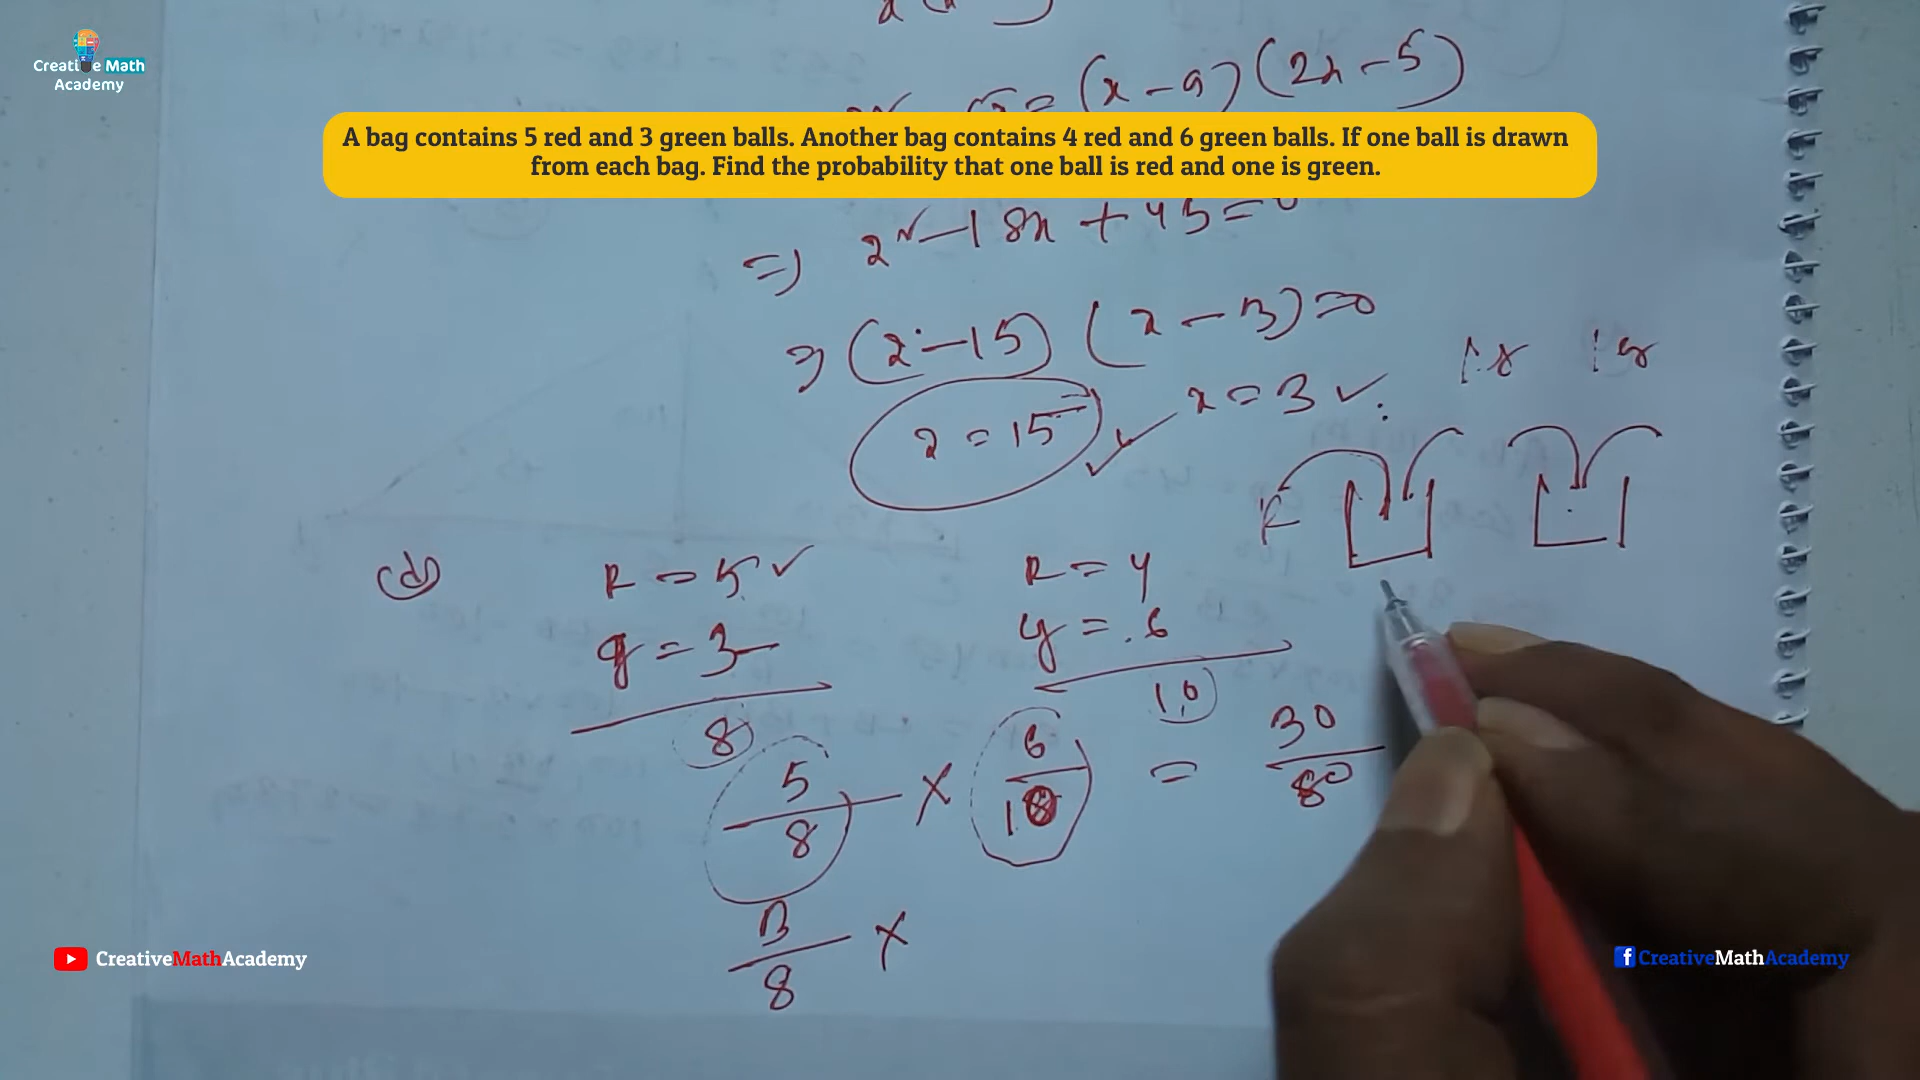 Creative Math
Academy
= (x - 9) (2x - 5)
A bag contains 5 red and 3 green balls. Another bag contains 4 red and 6 green balls. If one ball is drawn
from each bag. Find the probability that one ball is red and one is green.
=> x² - 18x + 45 = 0
=> (x - 15) (x - 3) = 0
x = 15 ✓ x = 3 ✓
R
(d) R = 5 ✓ R = 4
g = 3 g = 6
8 10
5/8 × 6/10 = 30/80
3/8 ×
CreativeMathAcademy
CreativeMathAcademy